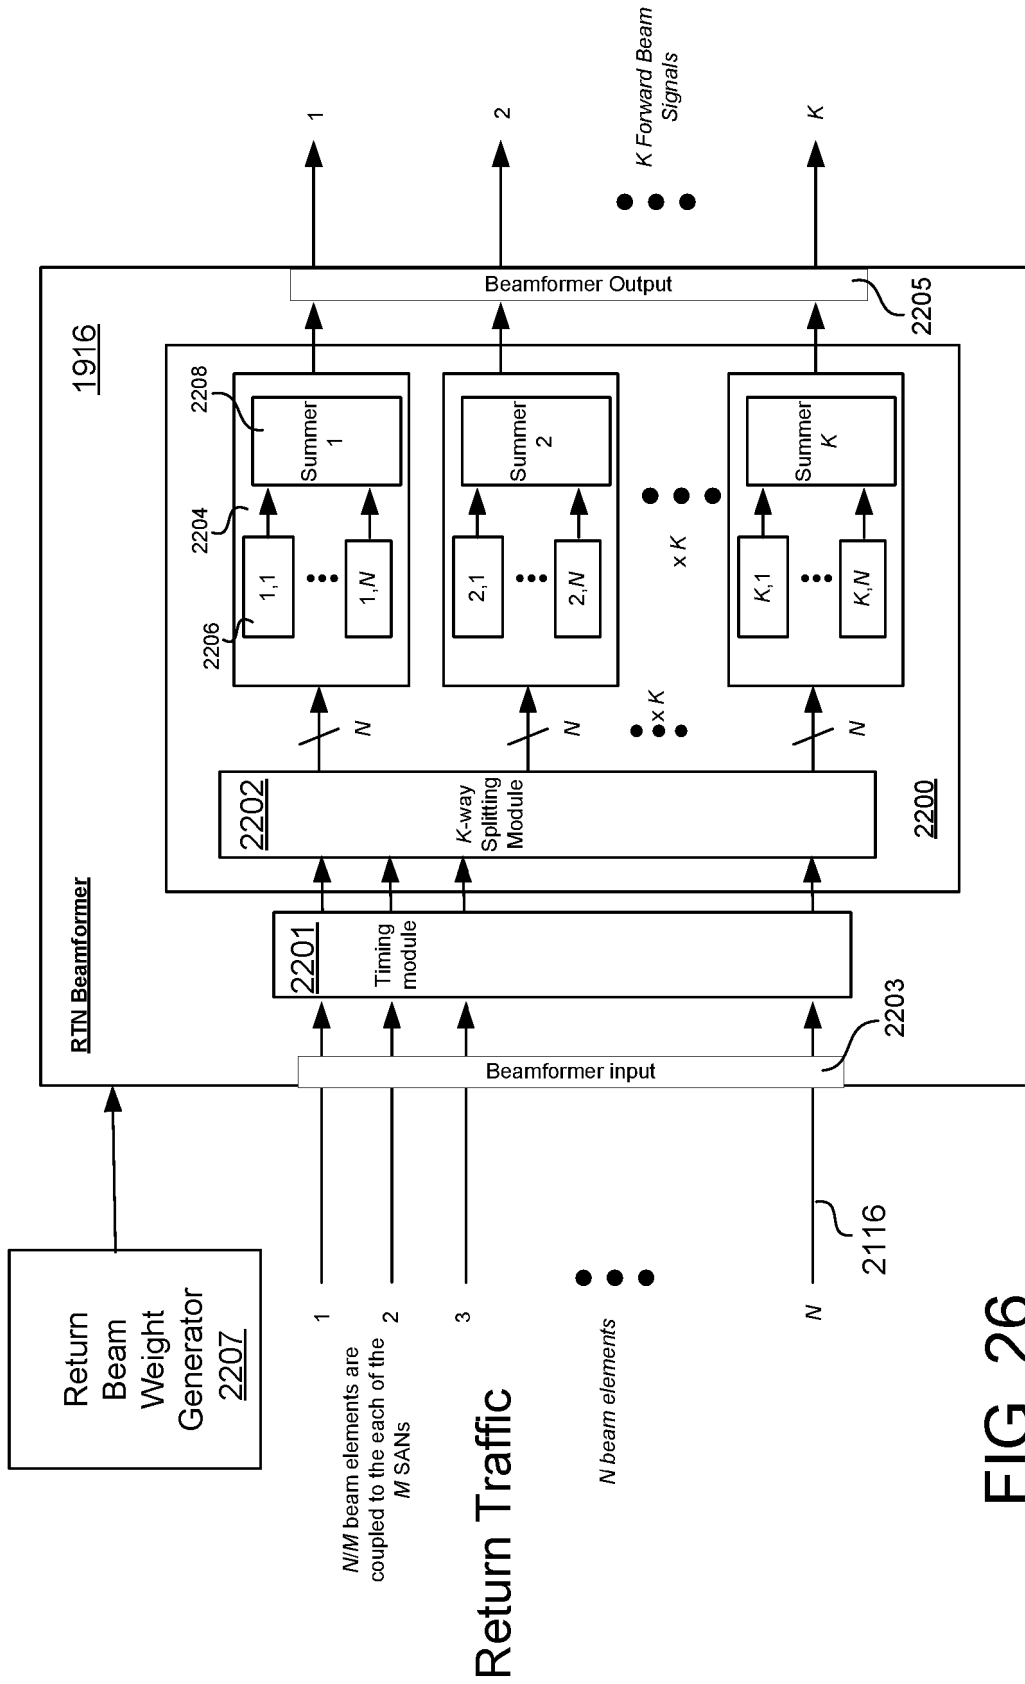 Return
Beam
Weight
Generator
2207
RTN Beamformer
1916
N/M beam elements are
coupled to the each of the
M SANs
Return Traffic
N beam elements
1
2
3
N
2116
Beamformer input
2203
2201
Timing
module
2202
K-way
Splitting
Module
2200
N
N
x K
N
2206
2204
2208
1,1
1,N
Summer
1
2,1
2,N
Summer
2
x K
K,1
K,N
Summer
K
Beamformer Output
2205
1
2
K Forward Beam
Signals
K
FIG 26